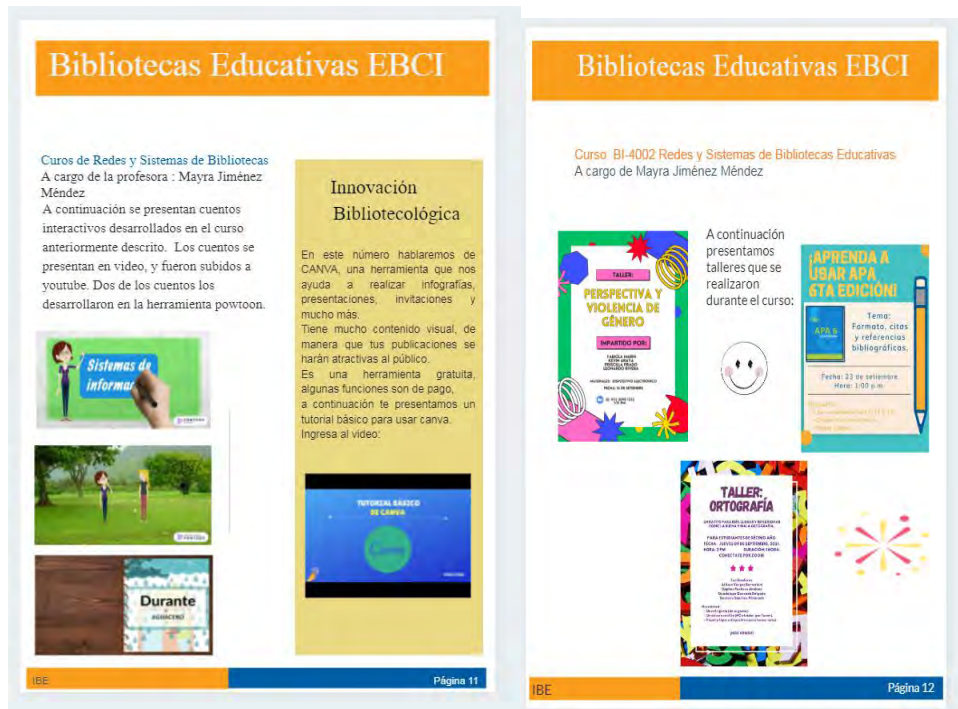 Bibliotecas Educativas EBCI
Curos de Redes y Sistemas de Bibliotecas
A cargo de la profesora : Mayra Jiménez
Méndez
A continuación se presentan cuentos
interactivos desarrollados en el curso
anteriormente descrito. Los cuentos se
presentan en video, y fueron subidos a
youtube. Dos de los cuentos los
desarrollaron en la herramienta powtoon.
Sistemas de
informac
Durante
Innovación
Bibliotecológica
En este número hablaremos de
CANVA, una herramienta que nos
ayuda a realizar infografías,
presentaciones, invitaciones y
mucho más.
Tiene mucho contenido visual, de
manera que tus publicaciones se
harán atractivas al público.
Es una herramienta gratuita,
algunas funciones son de pago,
a continuación te presentamos un
tutorial básico para usar canva.
Ingresa al video:
TUTORIAL BÁSICO
DE CANVA
Canva
IBE
Página 11
Bibliotecas Educativas EBCI
Curso BI-4002 Redes y Sistemas de Bibliotecas Educativas
A cargo de Mayra Jiménez Méndez
TALLER:
PERSPECTIVA Y
VIOLENCIA DE
GÉNERO
IMPARTIDO POR:
A continuación
presentamos
talleres que se
realizaron
durante el curso:
¡APRENDA A
USAR APA
6TA EDICIÓN!
APA 6
Tema:
Formato, citas
y referencias
bibliográficas.
Fecha: 22 de setiembre
Hora: 1:00 p.m
TALLER:
ORTOGRAFÍA
PARA ESTUDIANTES DE DÉCIMO AÑO
IBE
Página 12